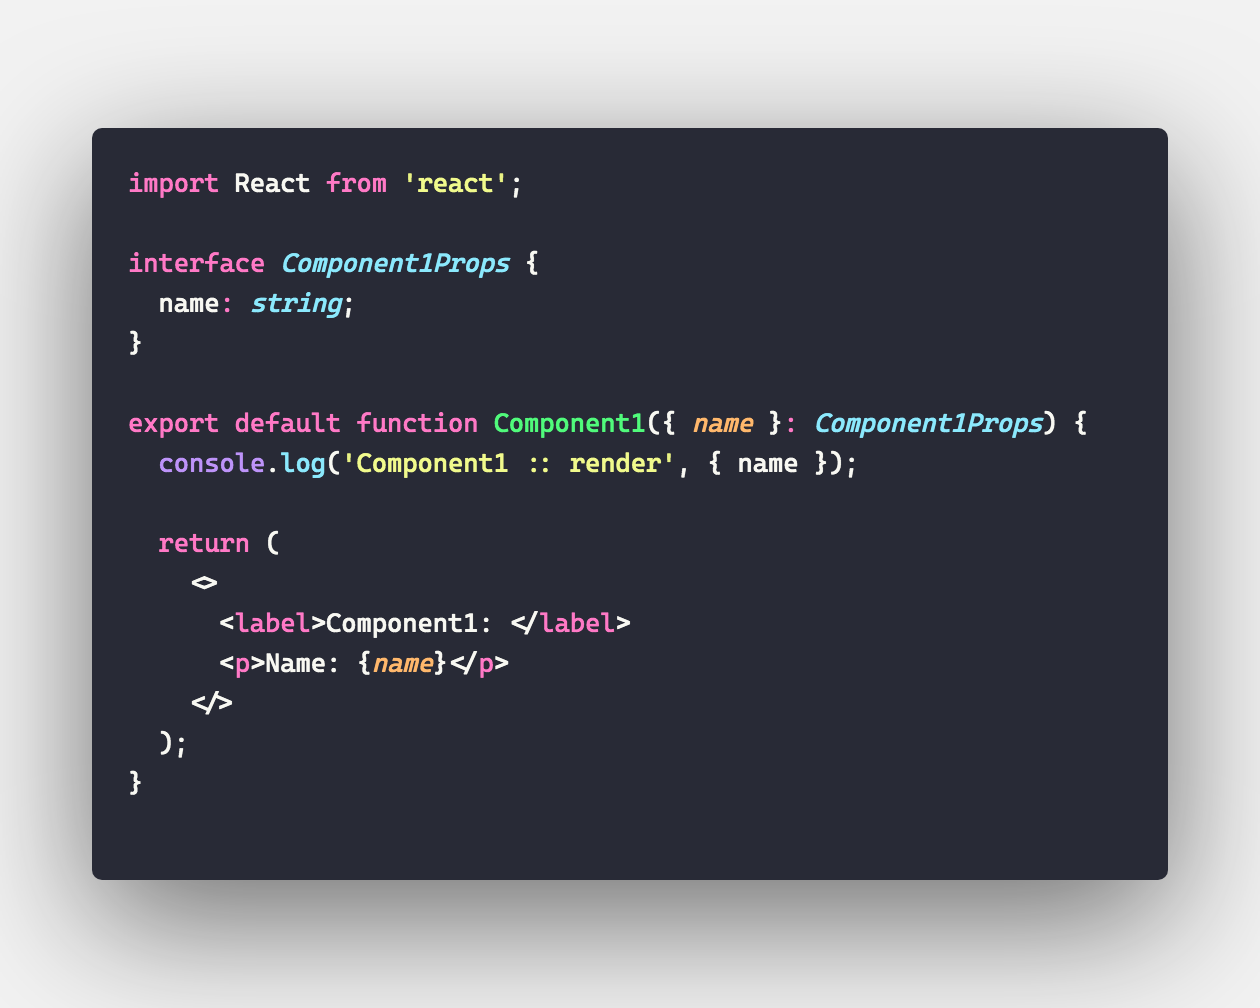 import React from 'react';

interface Component1Props {
  name: string;
}

export default function Component1({ name }: Component1Props) {
  console.log('Component1 :: render', { name });

  return (
    <>
      <label>Component1: </label>
      <p>Name: {name}</p>
    </>
  );
}